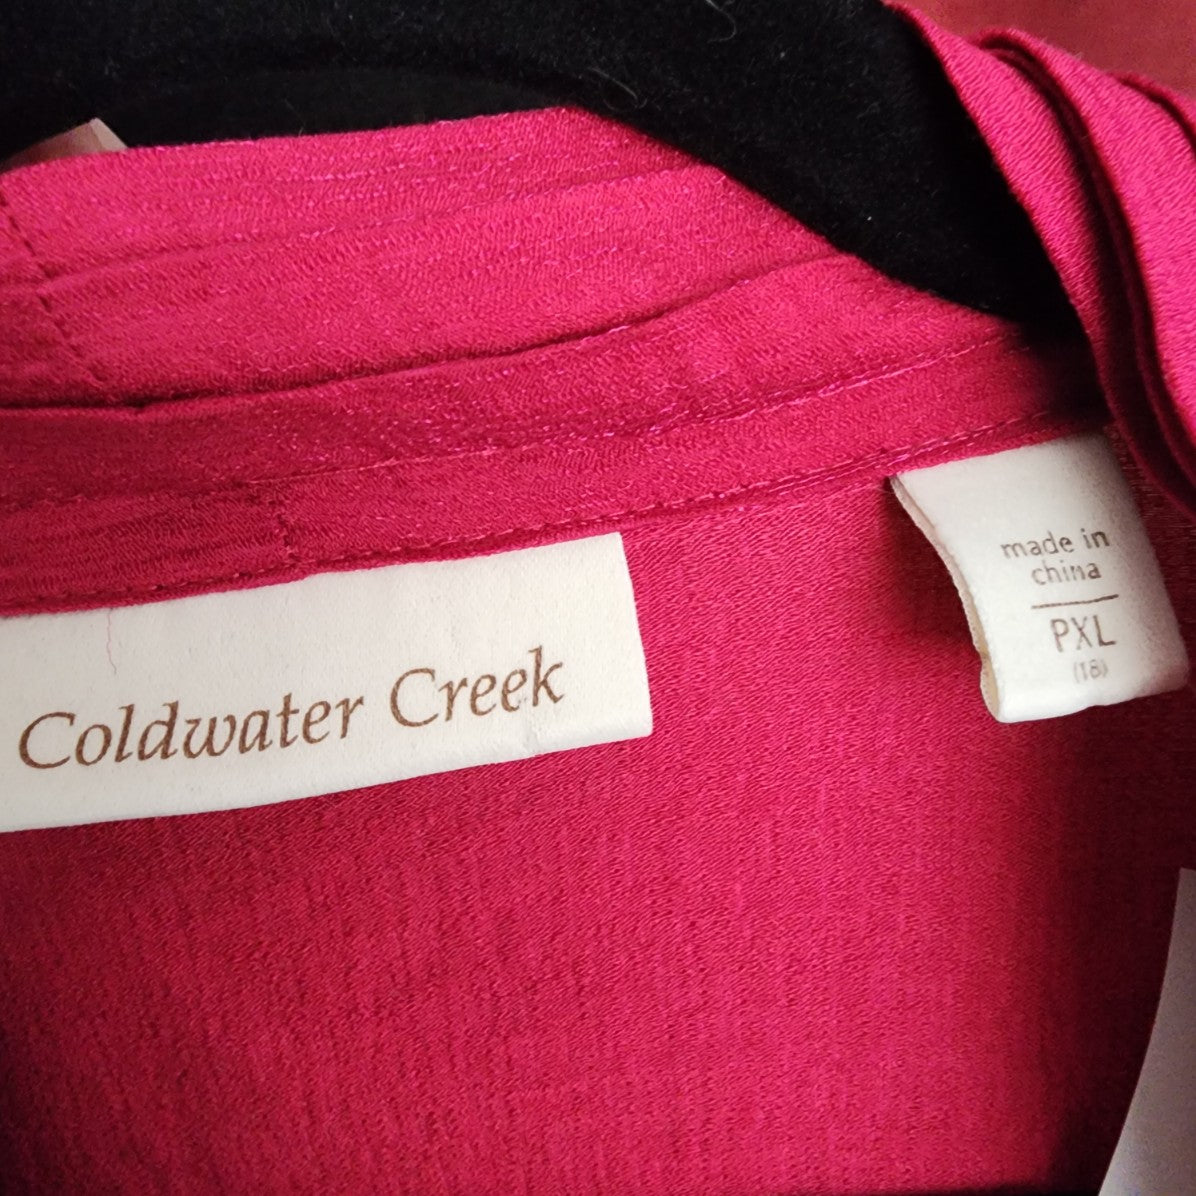 Coldwater Creek
made in
china
PXL
(18)